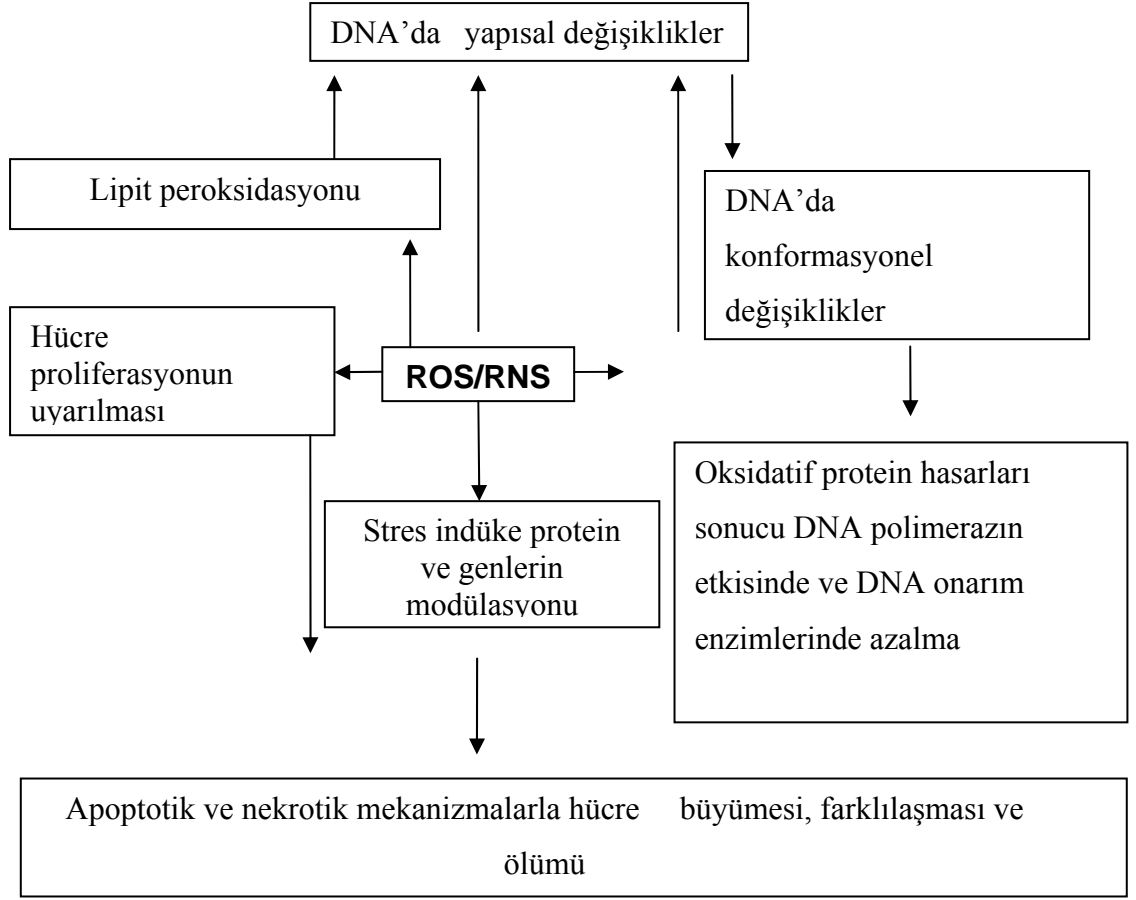 DNA’da yapısal değişiklikler
Lipit peroksidasyonu
DNA’da
konformasyonel
değişiklikler
Hücre
proliferasyonun
uyarılması
ROS/RNS
Oksidatif protein hasarları
sonucu DNA polimerazın
etkisinde ve DNA onarım
enzimlerinde azalma
Stres indüke protein
ve genlerin
modülasyonu
Apoptotik ve nekrotik mekanizmalarla hücre büyümesi, farklılaşması ve
ölümü